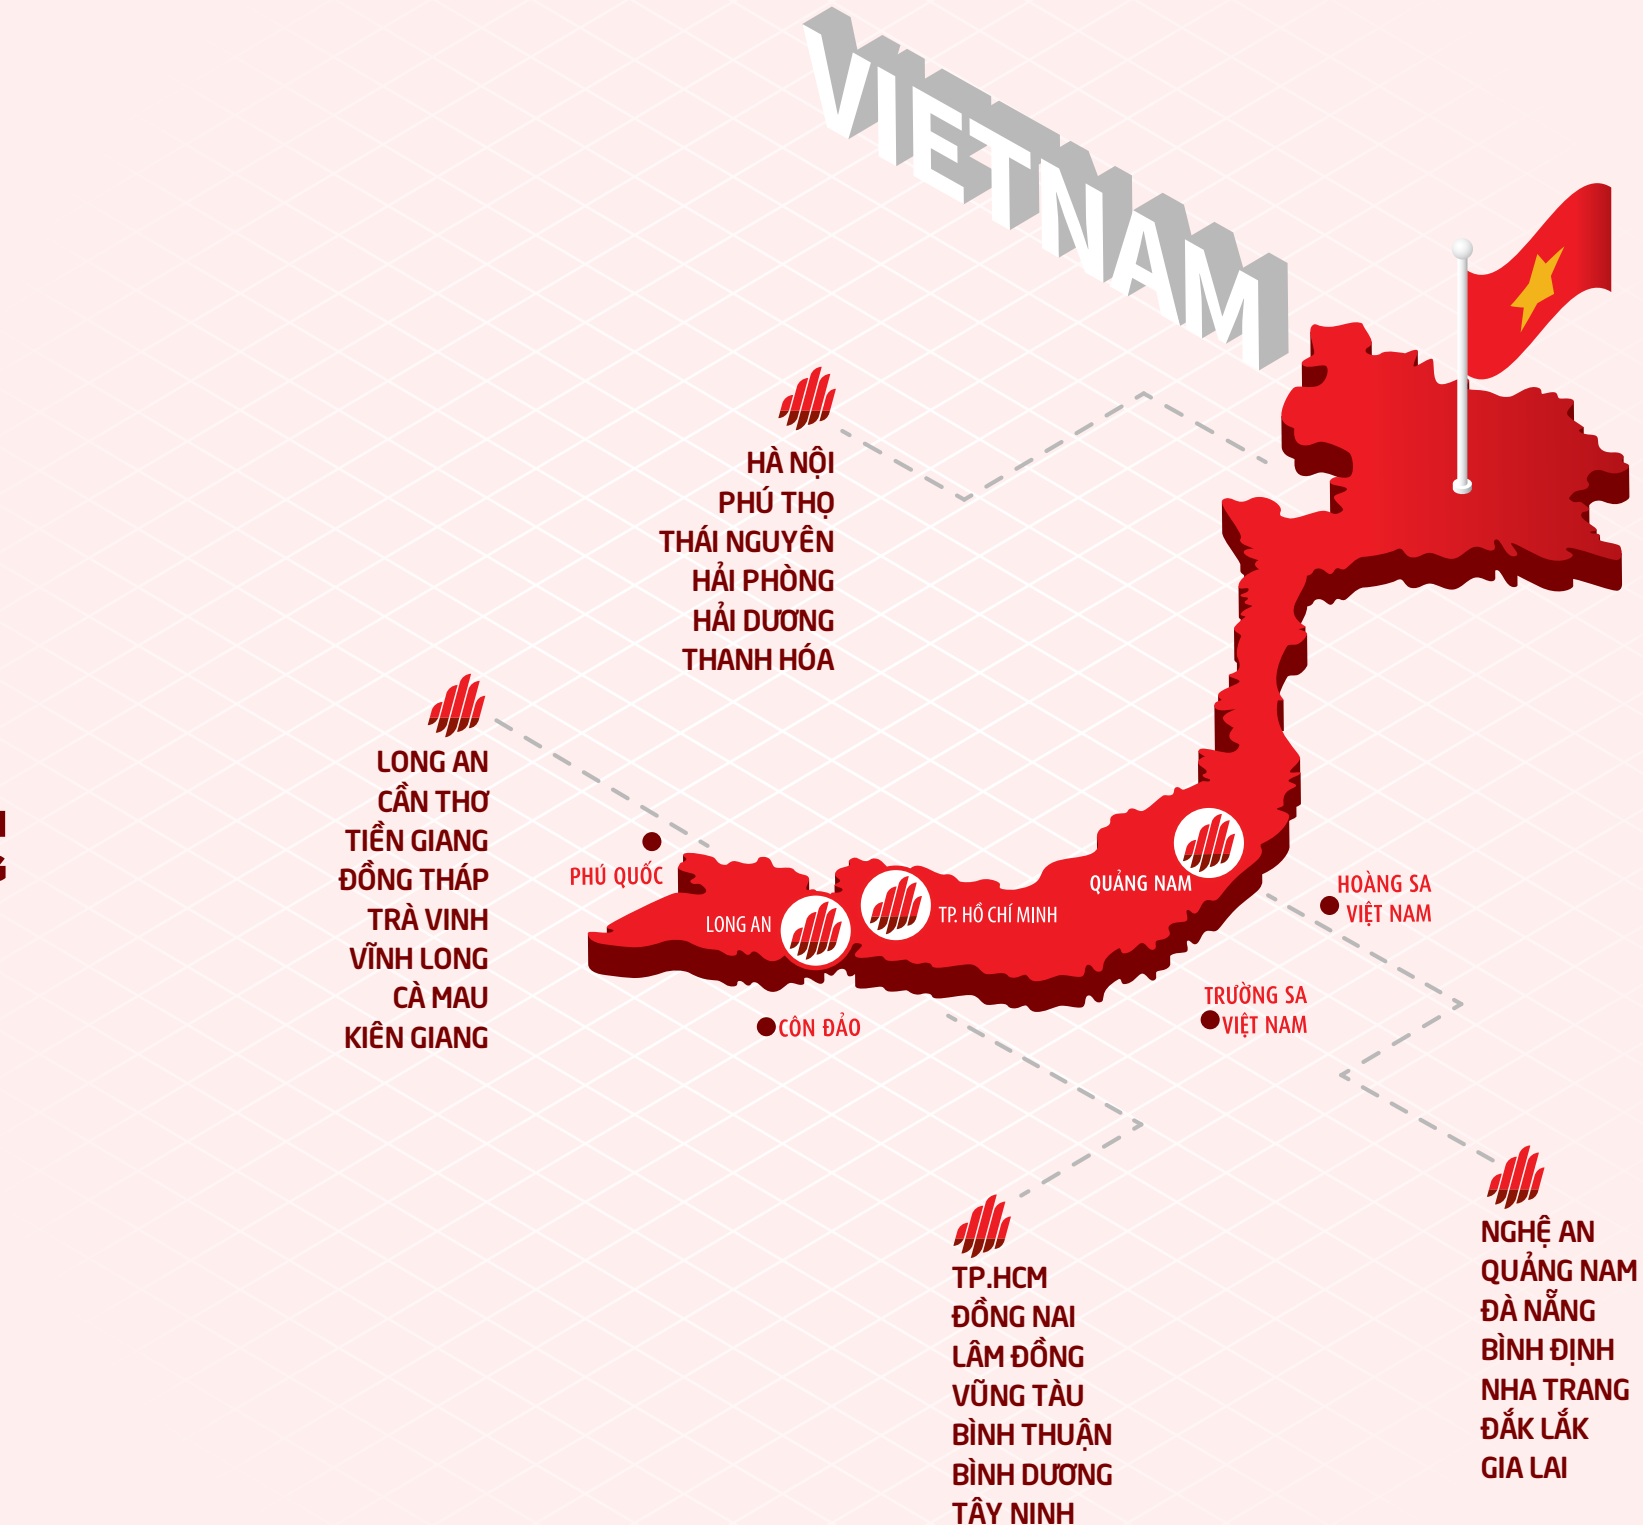 VIETNAM
HÀ NỘI
PHÚ THỌ
THÁI NGUYÊN
HẢI PHÒNG
HẢI DƯƠNG
THANH HÓA
LONG AN
CẦN THƠ
TIỀN GIANG
ĐỒNG THÁP
TRÀ VINH
VĨNH LONG
CÀ MAU
KIÊN GIANG
PHÚ QUỐC
LONG AN
TP. HỒ CHÍ MINH
QUẢNG NAM
HOÀNG SA
VIỆT NAM
TRƯỜNG SA
VIỆT NAM
CÔN ĐẢO
TP.HCM
ĐỒNG NAI
LÂM ĐỒNG
VŨNG TÀU
BÌNH THUẬN
BÌNH DƯƠNG
TÂY NINH
NGHỆ AN
QUẢNG NAM
ĐÀ NẴNG
BÌNH ĐỊNH
NHA TRANG
ĐẮK LẮK
GIA LAI